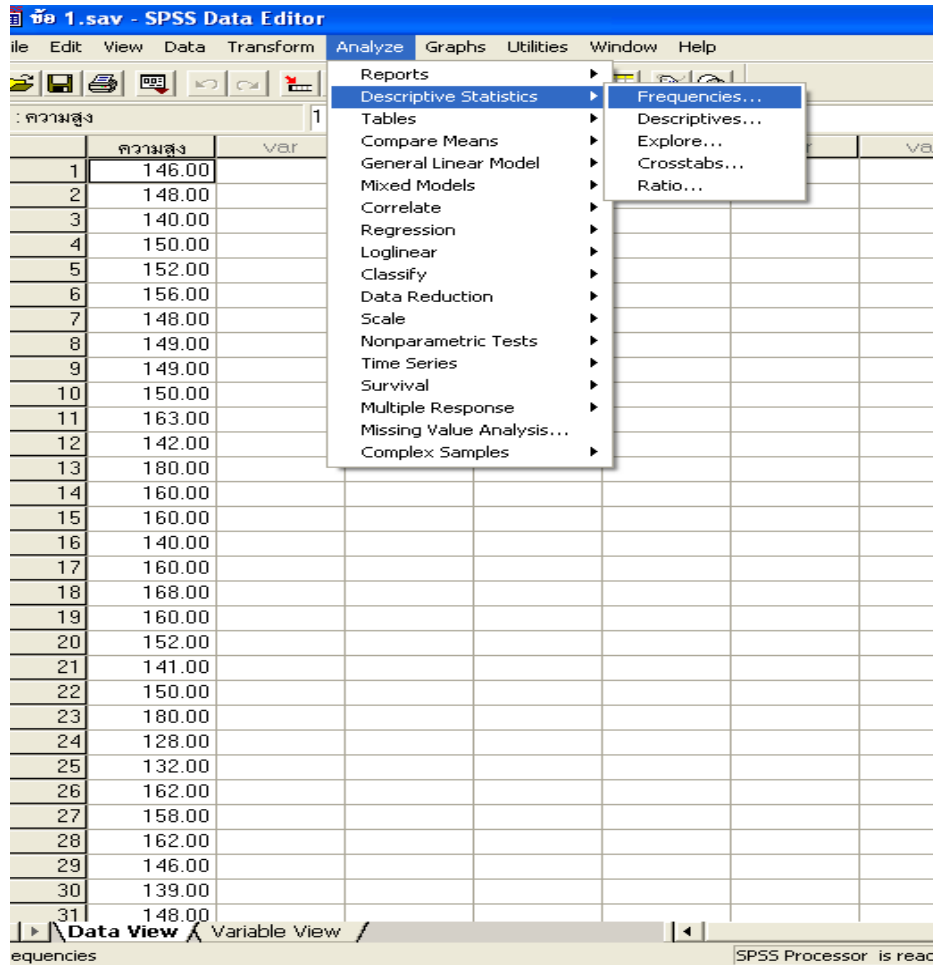 ข้อ 1.sav - SPSS Data Editor
ile Edit View Data Transform Analyze Graphs Utilities Window Help
: ความสูง 1
Reports
Descriptive Statistics
Tables
Compare Means
General Linear Model
Mixed Models
Correlate
Regression
Loglinear
Classify
Data Reduction
Scale
Nonparametric Tests
Time Series
Survival
Multiple Response
Missing Value Analysis...
Complex Samples
Frequencies...
Descriptives...
Explore...
Crosstabs...
Ratio...
ความสูง var r va
1 146.00
2 148.00
3 140.00
4 150.00
5 152.00
6 156.00
7 148.00
8 149.00
9 149.00
10 150.00
11 163.00
12 142.00
13 180.00
14 160.00
15 160.00
16 140.00
17 160.00
18 168.00
19 160.00
20 152.00
21 141.00
22 150.00
23 180.00
24 128.00
25 132.00
26 162.00
27 158.00
28 162.00
29 146.00
30 139.00
31 148.00
Data View Variable View
equencies SPSS Processor is reac